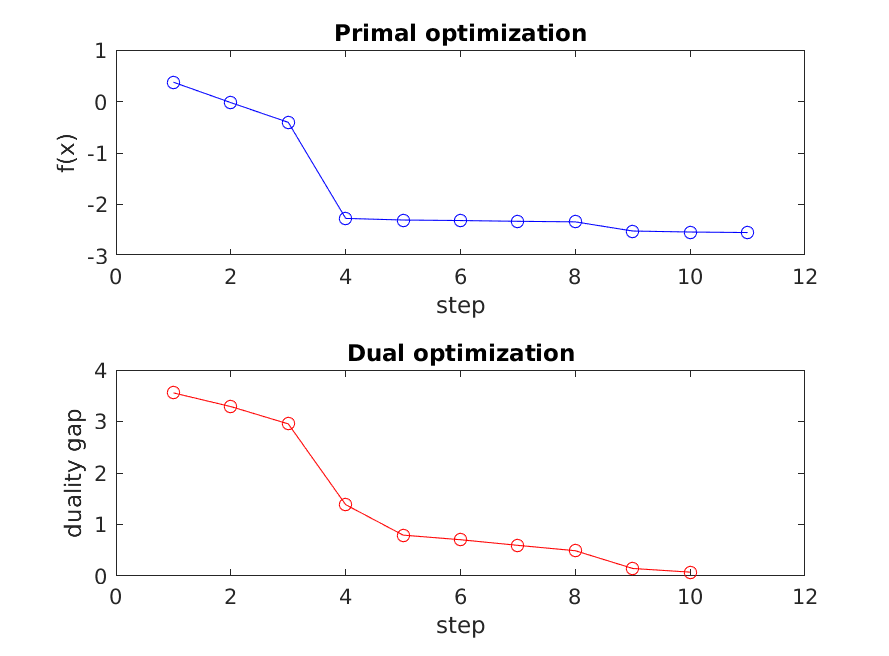 Primal optimization
1
0
-1
-2
-3
f(x)
0 2 4 6 8 10 12
step
Dual optimization
4
3
2
1
0
duality gap
0 2 4 6 8 10 12
step